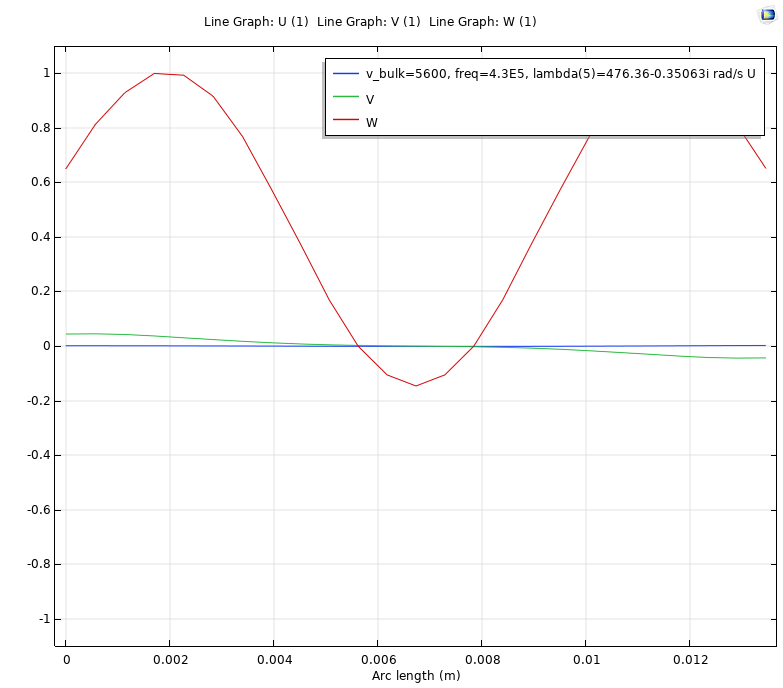 Line Graph: U (1) Line Graph: V (1) Line Graph: W (1)
v_bulk=5600, freq=4.3E5, lambda(5)=476.36-0.35063i rad/s U
V
W
1
0.8
0.6
0.4
0.2
0
-0.2
-0.4
-0.6
-0.8
-1
0 0.002 0.004 0.006 0.008 0.01 0.012
Arc length (m)